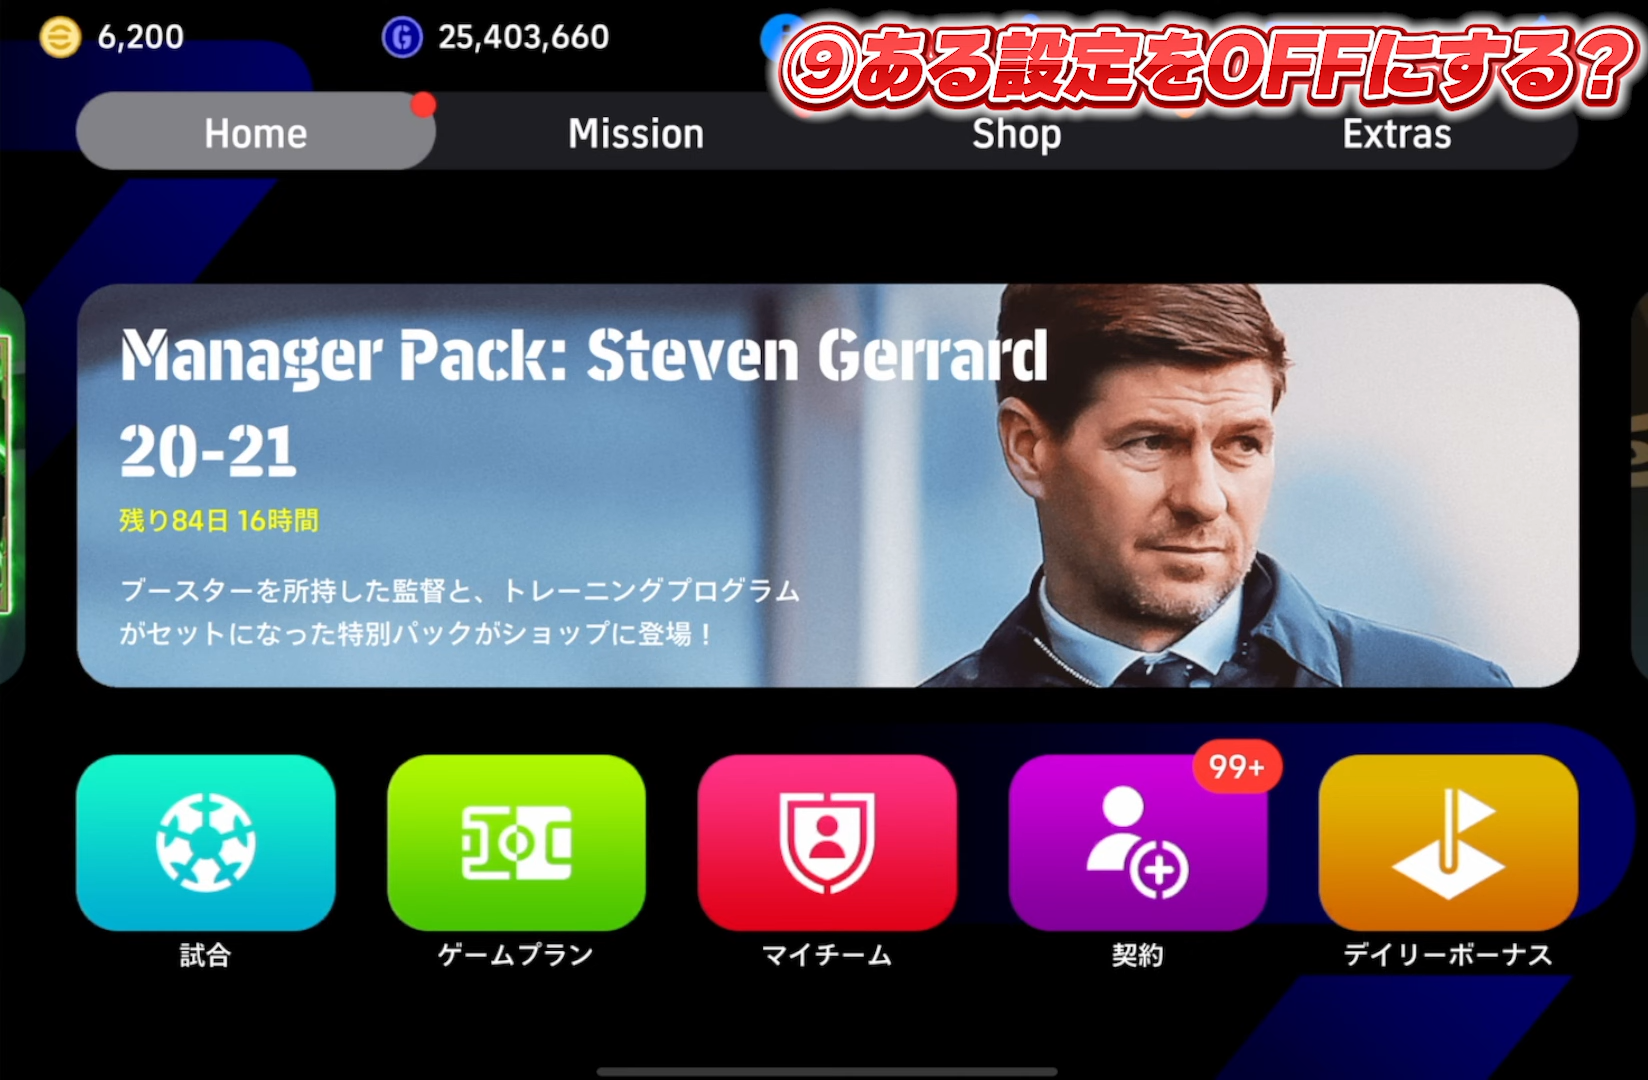 6,200
25,403,660
⑨ある設定をOFFにする?
Home
Mission
Shop
Extras
Manager Pack: Steven Gerrard
20-21
残り84日 16時間
ブースターを所持した監督と、トレーニングプログラム
がセットになった特別パックがショップに登場！
99+
試合
ゲームプラン
マイチーム
契約
デイリーボーナス